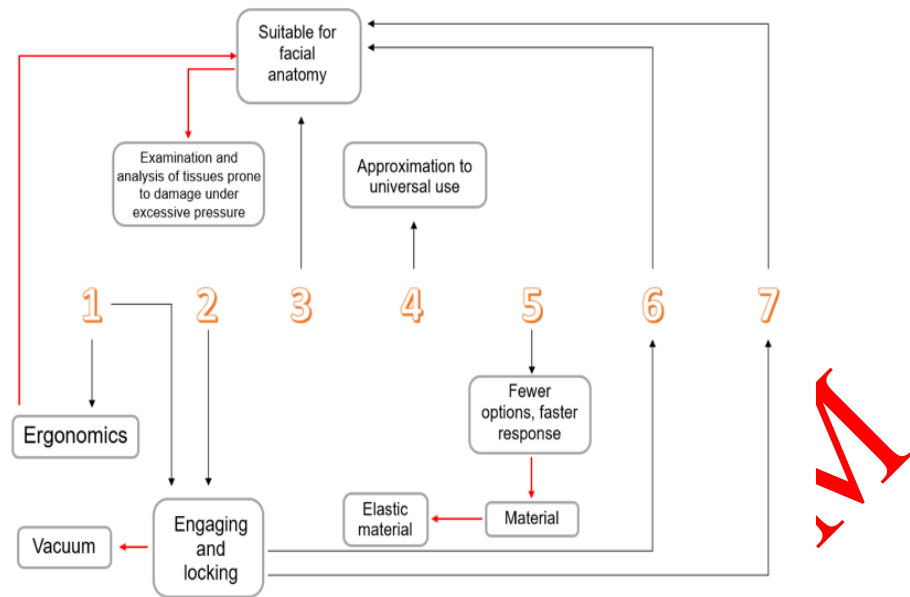 Suitable for
facial
anatomy
Examination and
analysis of tissues prone
to damage under
excessive pressure
Approximation to
universal use
1 2 3 4 5 6 7
Ergonomics
Fewer
options, faster
response
Vacuum
Engaging
and
locking
Elastic
material
Material
M